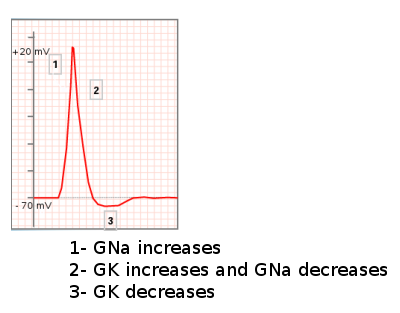 +20 mV
1
2
- 70 mV
3
1- GNa increases
2- GK increases and GNa decreases
3- GK decreases